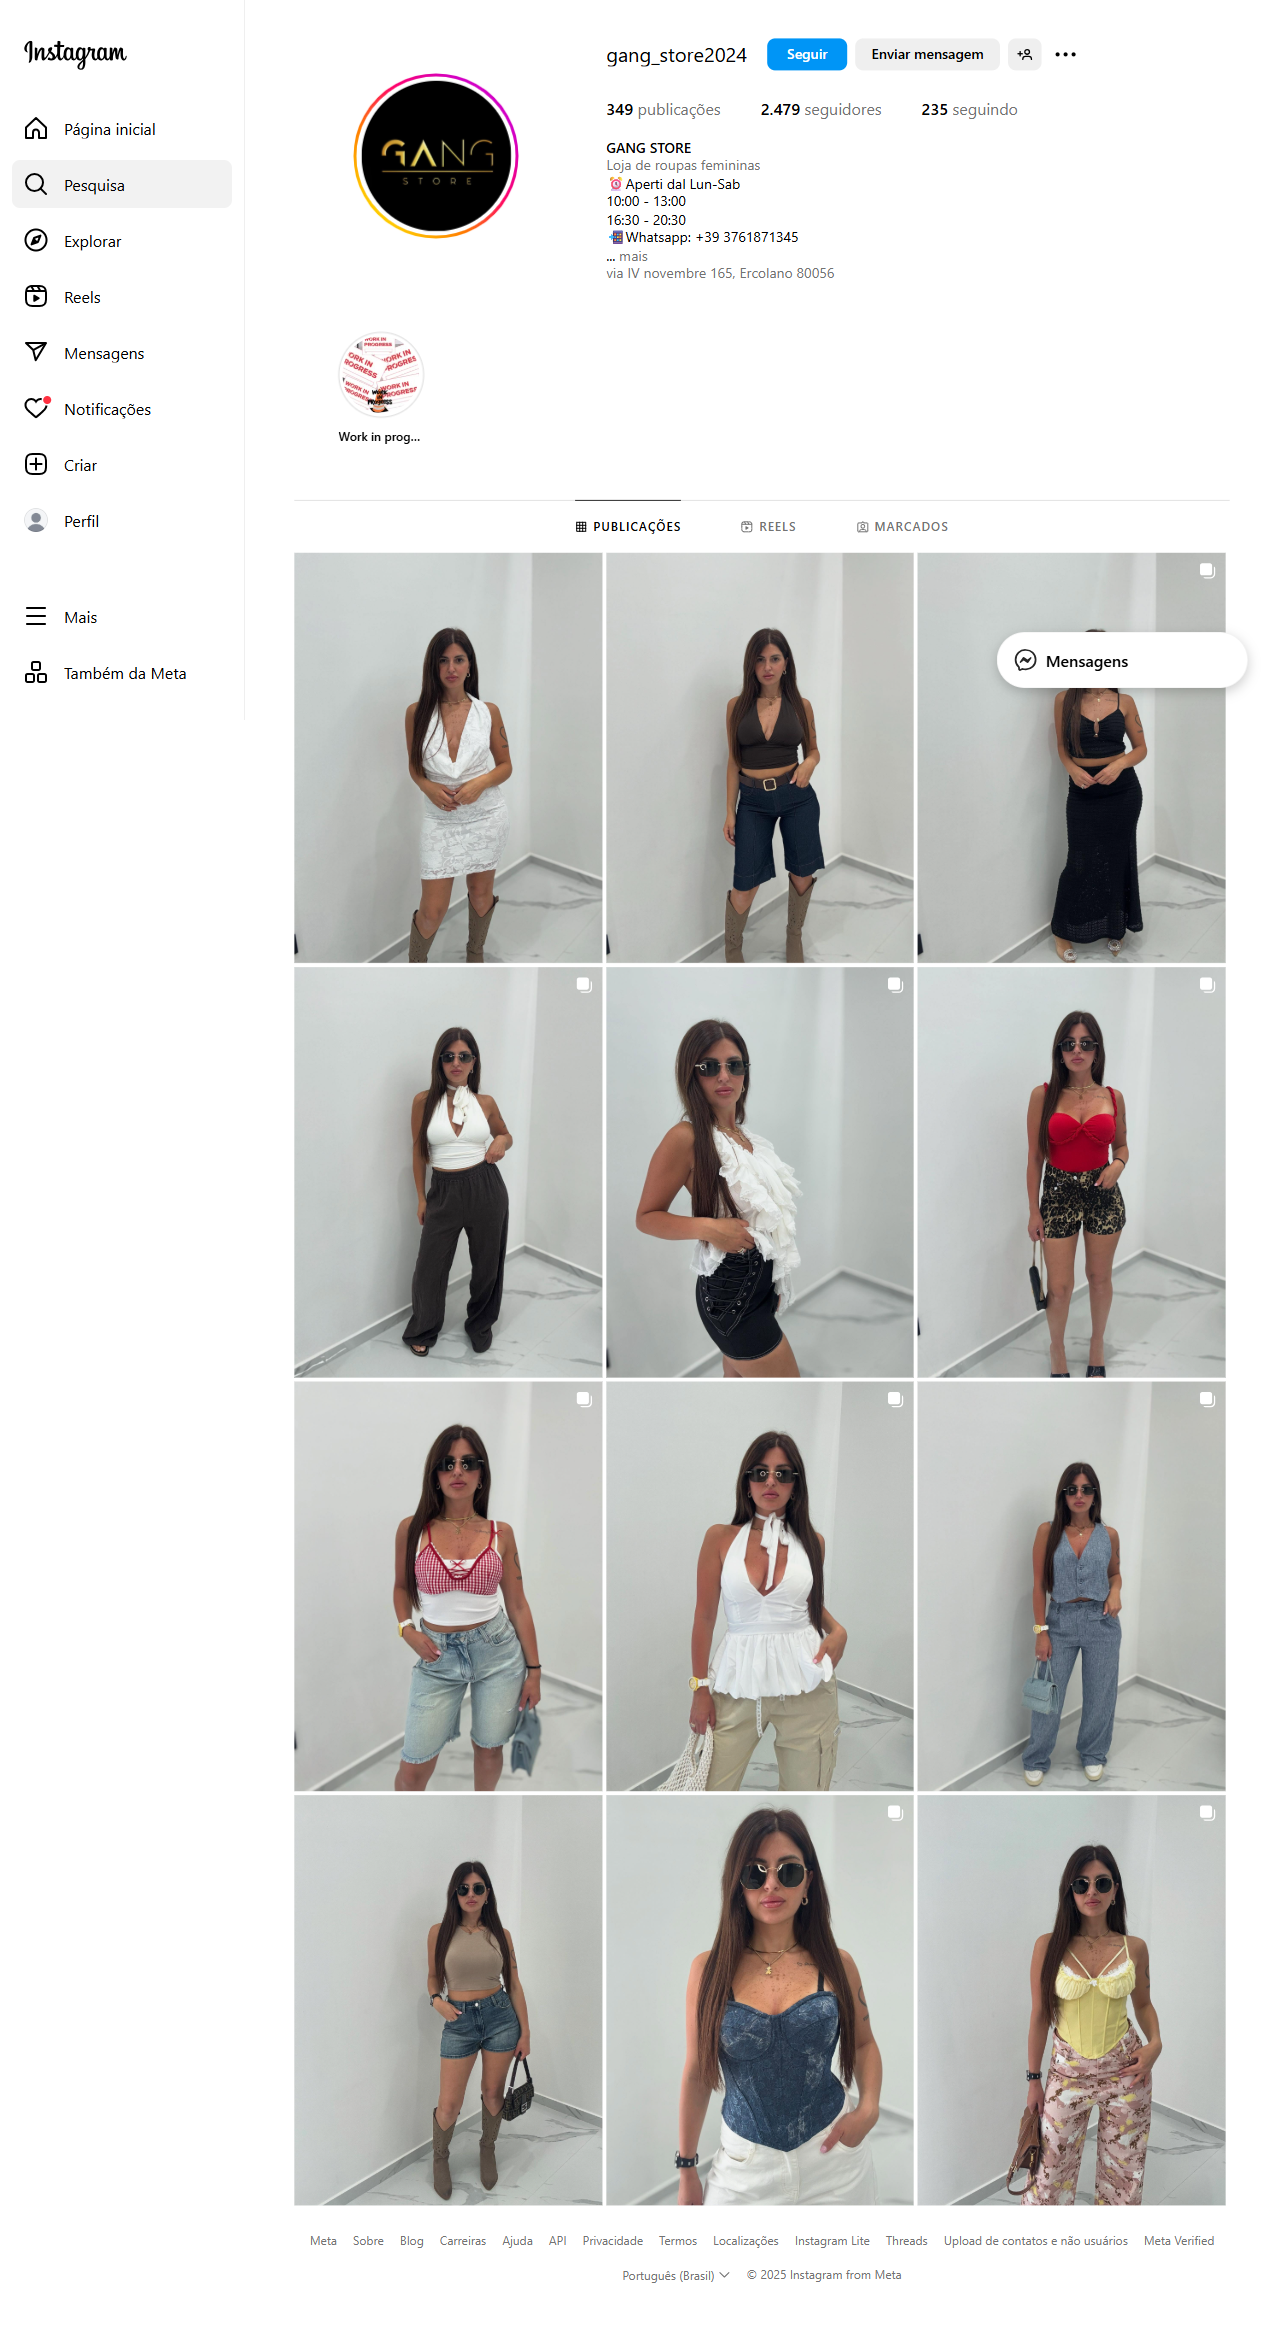 Instagram
Página inicial
Pesquisa
Explorar
Reels
Mensagens
Notificações
Criar
Perfil
Mais
Também da Meta
gang_store2024
Seguir
Enviar mensagem
349 publicações
2.479 seguidores
235 seguindo
GANG
STORE
GANG STORE
Loja de roupas femininas
⏰Aperti dal Lun-Sab
10:00 - 13:00
16:30 - 20:30
📲Whatsapp: +39 3761871345
... mais
via IV novembre 165, Ercolano 80056
WORK IN PROGRESS
Work in prog...
PUBLICAÇÕES
REELS
MARCADOS
Mensagens
Meta Sobre Blog Carreiras Ajuda API Privacidade Termos Localizações Instagram Lite Threads Upload de contatos e não usuários Meta Verified
Português (Brasil) © 2025 Instagram from Meta